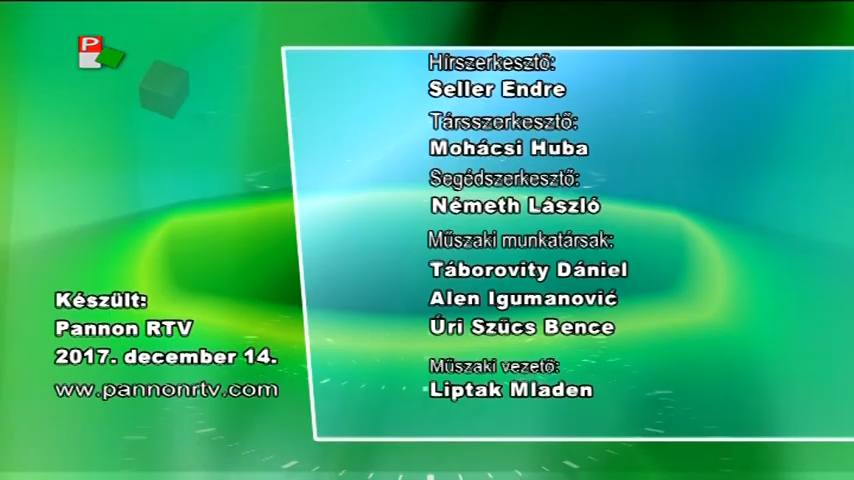 P
Hírszerkesztő:
Seller Endre
Társszerkesztő:
Mohácsi Huba
Segédszerkesztő:
Németh László
Műszaki munkatársak:
Táborovity Dániel
Alen Igumanović
Úri Szűcs Bence
Műszaki vezető:
Liptak Mladen
Készült:
Pannon RTV
2017. december 14.
ww.pannonrtv.com